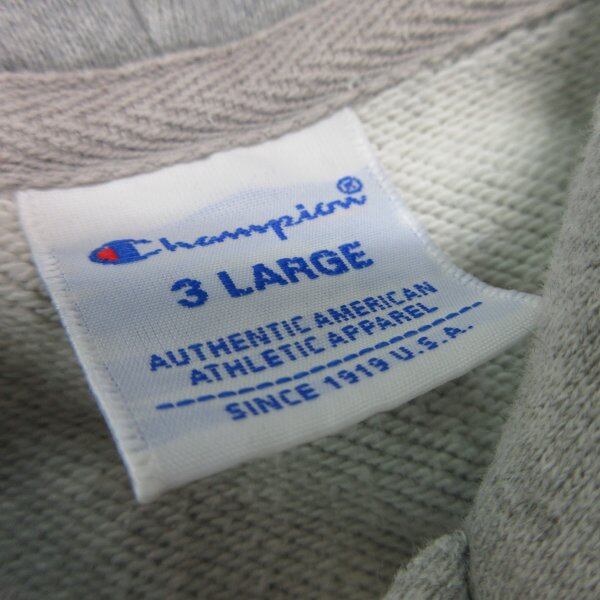 Champion®
3 LARGE
AUTHENTIC AMERICAN
ATHLETIC APPAREL
SINCE 1919 U.S.A.